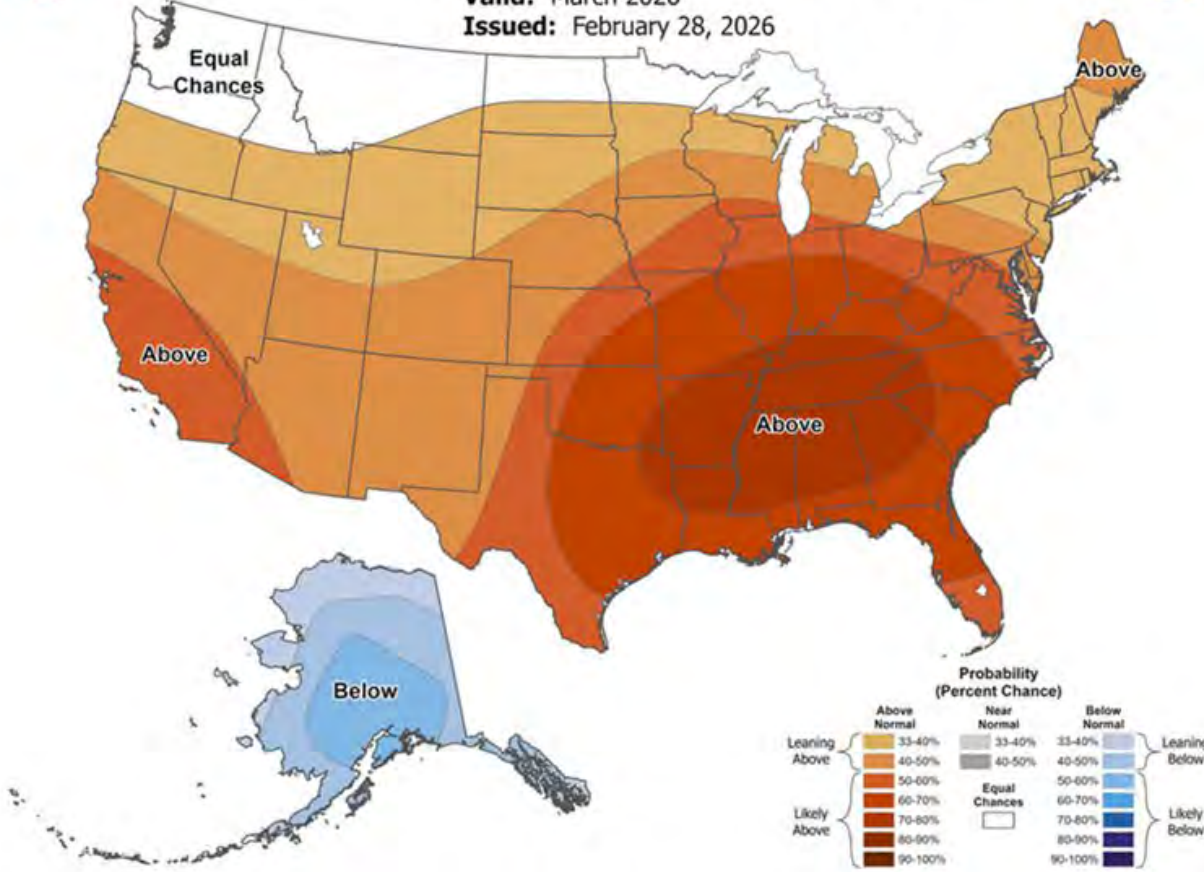 Valid: March 2026
Issued: February 28, 2026
Equal
Chances
Above
Above
Above
Below
Probability
(Percent Chance)
Above
Normal
Near
Normal
Below
Normal
Leaning
Above
33-40%
40-50%
50-60%
60-70%
70-80%
80-90%
90-100%
Likely
Above
33-40%
40-50%
Equal
Chances
33-40%
40-50%
50-60%
60-70%
70-80%
80-90%
90-100%
Leaning
Below
Likely
Below